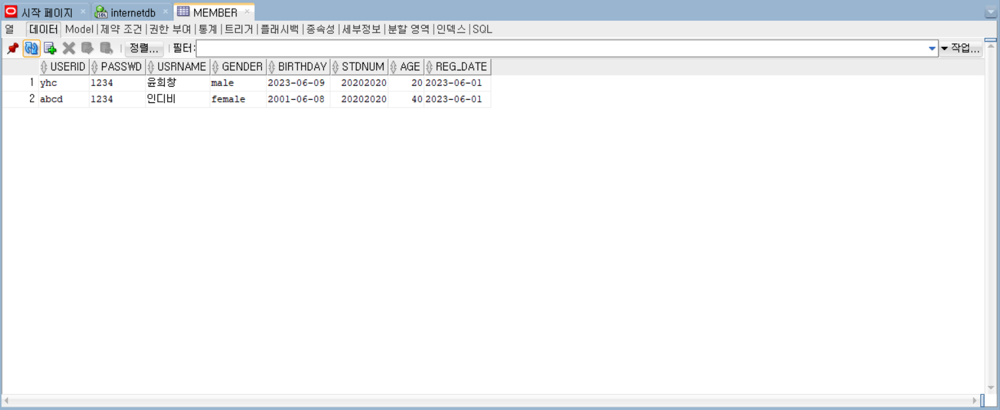 시작 페이지 internetdb MEMBER
열 데이터 Model 제약 조건 권한 부여 통계 트리거 플래시백 종속성 세부정보 분할 영역 인덱스 SQL
정렬... 필터: 작업...
USERID PASSWD USRNAME GENDER BIRTHDAY STDNUM AGE REG_DATE
1 yhc 1234 윤희창 male 2023-06-09 20202020 20 2023-06-01
2 abcd 1234 인디비 female 2001-06-08 20202020 40 2023-06-01